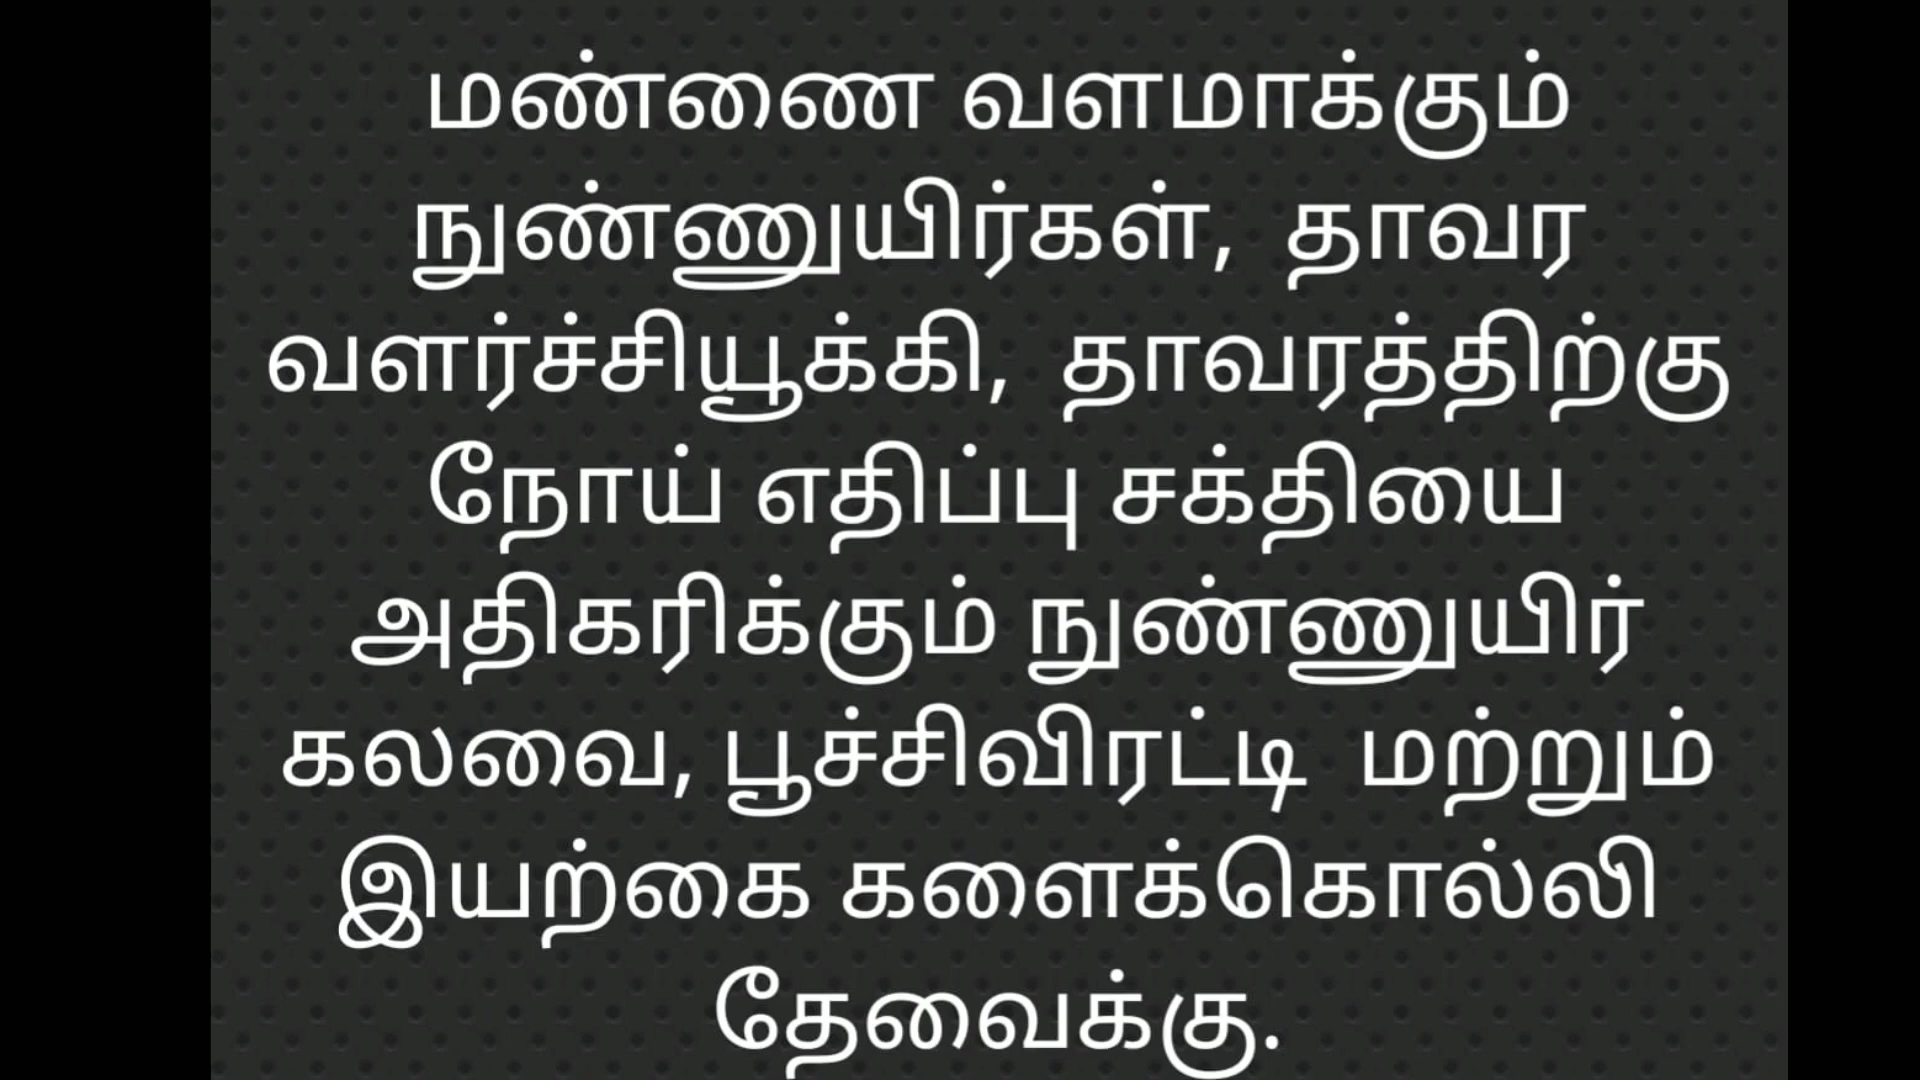 மண்ணை வளமாக்கும்
நுண்ணுயிர்கள், தாவர
வளர்ச்சியூக்கி, தாவரத்திற்கு
நோய் எதிப்பு சக்தியை
அதிகரிக்கும் நுண்ணுயிர்
கலவை, பூச்சிவிரட்டி மற்றும்
இயற்கை களைக்கொல்லி
தேவைக்கு.